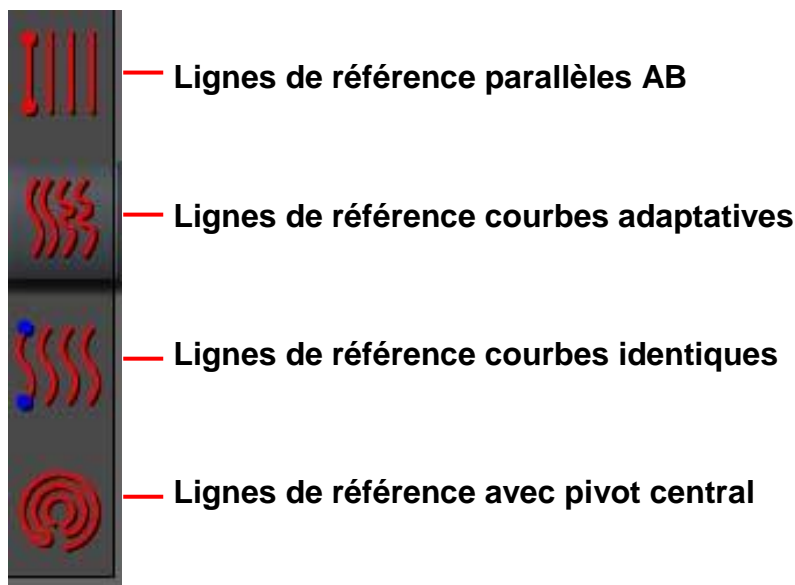 Lignes de référence parallèles AB
Lignes de référence courbes adaptatives
Lignes de référence courbes identiques
Lignes de référence avec pivot central